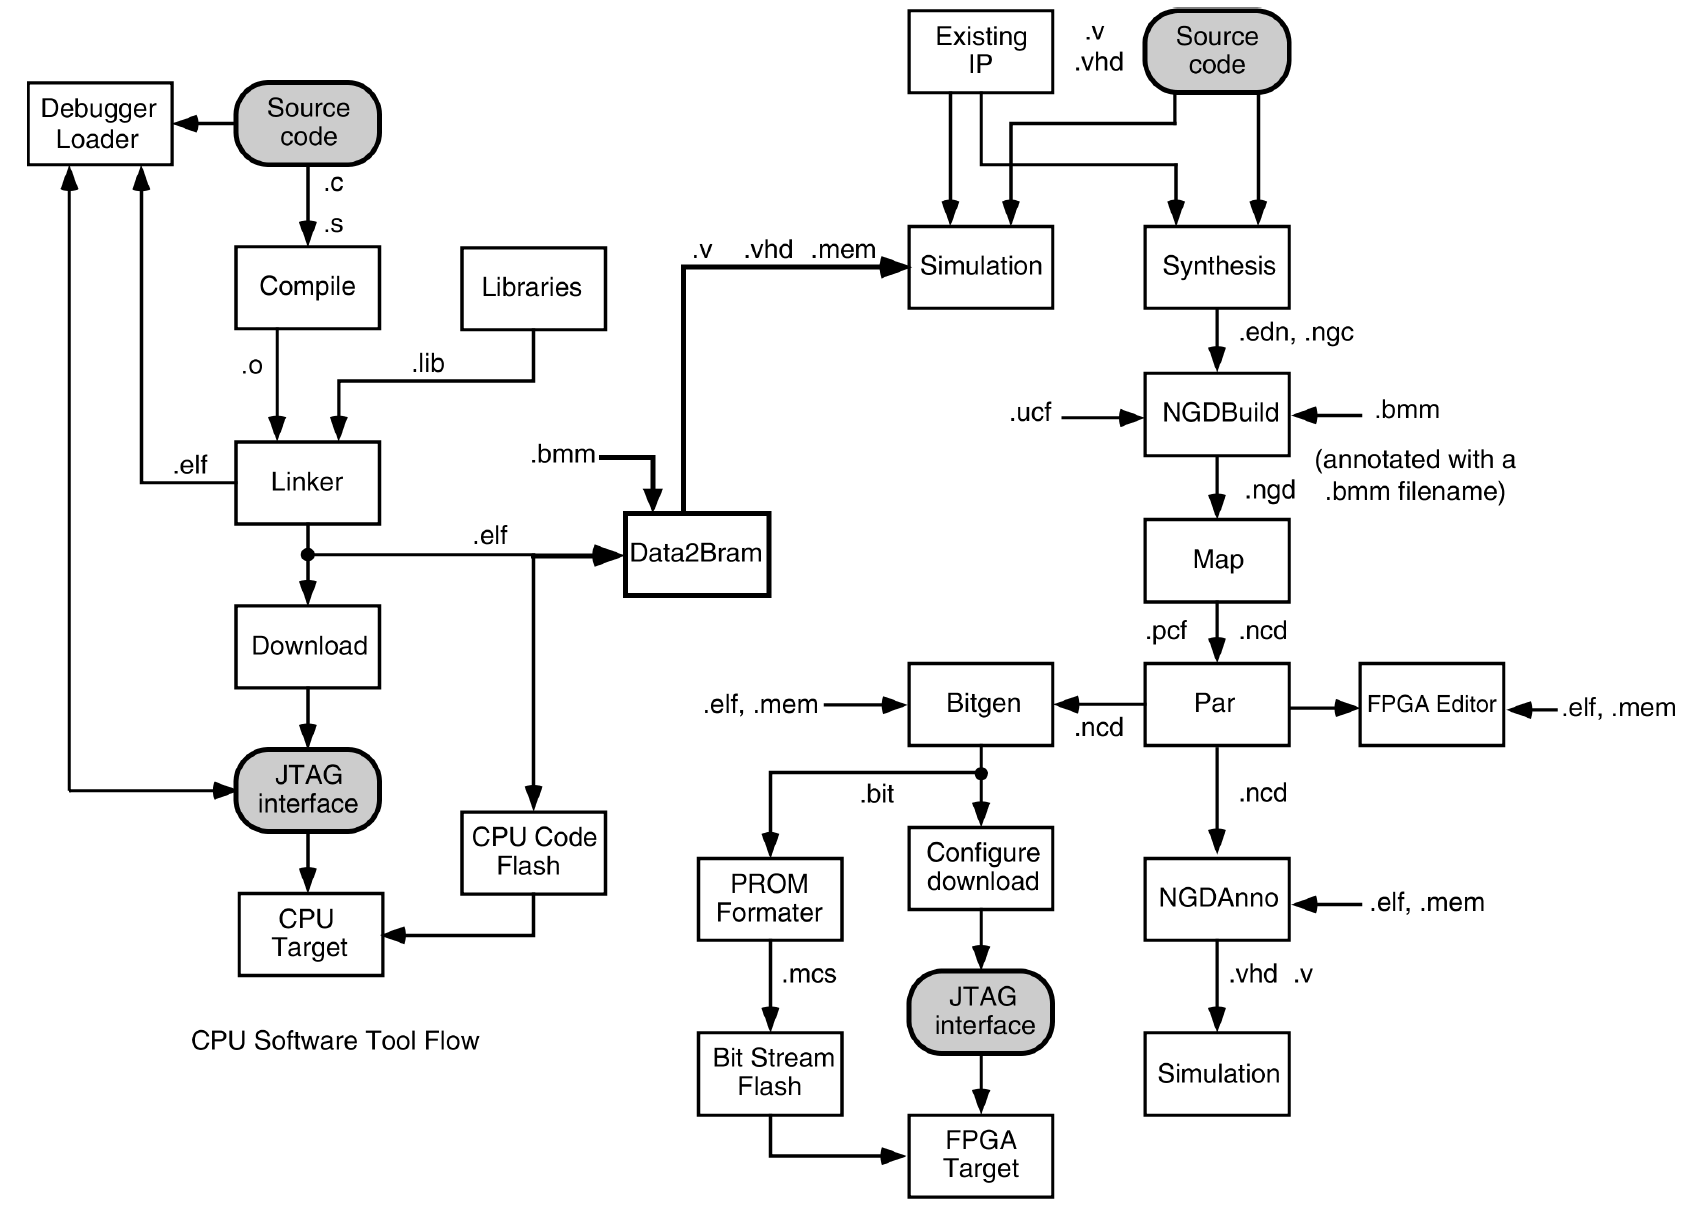 Existing
IP
.v
.vhd
Source
code
Debugger
Loader
Source
code
.c
.s
Compile
Libraries
.v .vhd .mem
Simulation
Synthesis
.o
.lib
.edn, .ngc
.ucf
NGDBuild
.bmm
(annotated with a
.bmm filename)
.elf
Linker
.bmm
.ngd
.elf
Data2Bram
Map
Download
.pcf
.ncd
.elf, .mem
Bitgen
.ncd
Par
FPGA Editor
.elf, .mem
JTAG
interface
.bit
.ncd
CPU Code
Flash
PROM
Formater
Configure
download
NGDAnno
.elf, .mem
CPU
Target
.mcs
JTAG
interface
.vhd .v
CPU Software Tool Flow
Bit Stream
Flash
Simulation
FPGA
Target